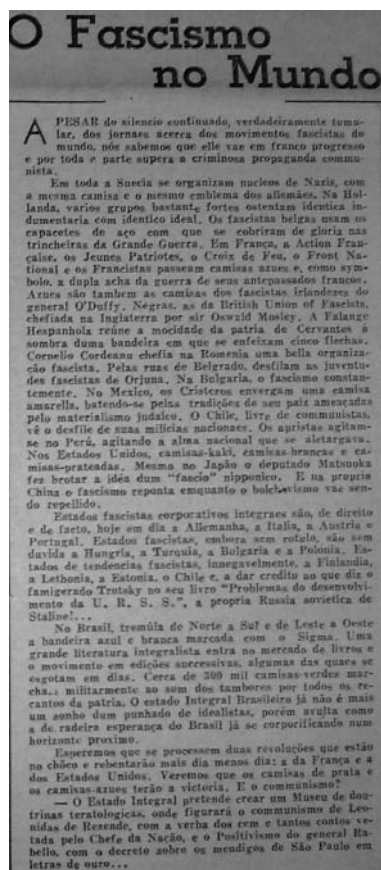 O Fascismo
no Mundo
APESAR do silencio continuado, verdadeiramente tumu-
lar, dos jornaes acerca dos movimentos fascistas do
mundo, nós sabemos que elle vae em franco progresso
e por toda a parte supera a criminosa propaganda commu-
nista.
Em toda a Suecia se organizam nucleos de Nazis, com
a mesma camisa e o mesmo emblema dos allemães. Na Hol-
landa, varios grupos bastante fortes ostentam identica in-
dumentaria com identico ideal. Os fascistas belgas usam os
capacetes de aço com que se cobriram de gloria nas
trincheiras da Grande Guerra. Em França, a Action Fran-
çaise, os Jeunes Patriotes, o Croix de Feu, o Front Na-
tional e os Francistas passeam camisas azues e, como sym-
bolo, a dupla acha da guerra de seus antepassados francos.
Azues são tambem as camisas dos fascistas irlandezes do
general O'Duffy. Negras, as da British Union of Fascists,
chefiada na Inglaterra por sir Oswald Mosley. A Falange
Hespanhola reúne a mocidade da patria de Cervantes á
sombra duma bandeira em que se enfeixam cinco flechas.
Cornelio Cordeanu chefia na Romenia uma bella organiza-
ção fascista. Pelas ruas de Belgrado, desfilam as juventu-
des fascistas de Orjuna. Na Bulgaria, o fascismo constan-
temente. No Mexico, os Cristeros envergam uma camisa
amarella, batendo-se pelas tradições de seu paiz ameaçadas
pelo materialismo judaico. O Chile, livre de communistas,
vê o desfile de suas milicias nacionaes. Os apristas agitam-
se no Perú, agitando a alma nacional que se aletargava.
Nos Estados Unidos, camisas-kaki, camisas-brancas e ca-
misas-prateadas. Mesmo no Japão o deputado Matsuoka
fez brotar a idéa dum "fascio" nipponico. E na propria
China o fascismo reponta emquanto o bolchevismo vae sen-
do repellido.
Estados fascistas corporativos integraes são, de direito
e de facto, hoje em dia a Allemanha, a Italia, a Austria e
Portugal. Estados fascistas, embora sem rotulo, são sem
duvida a Hungria, a Turquia, a Bulgaria e a Polonia. Es-
tados de tendencias fascistas, innegavelmente, a Finlandia,
a Lethonia, a Estonia, o Chile e, a dar credito ao que diz o
famigerado Trotsky no seu livro "Problemas do desenvolvi-
mento da U. R. S. S.", a propria Russia sovietica de
Staline!...
No Brasil, tremúla de Norte a Sul e de Leste a Oeste
a bandeira azul e branca marcada com o Sigma. Uma
grande literatura integralista entra no mercado de livros e
o movimento em edições successivas, algumas das quaes se
esgotam em dias. Cerca de 300 mil camisas-verdes mar-
cha.. militarmente ao som dos tambores por todos os re-
cantos da patria. O estado Integral Brasileiro já não é mais
um sonho dum punhado de idealistas, porém avulta como
a de.radeira esperança do Brasil já se corporificando num
horizonte proximo.
Esperemos que se processem duas revoluções que estão
no chôco e rebentarão mais dia menos dia: a da França e a
dos Estados Unidos. Veremos que os camisas de prata e
os camisas-azues terão a victoria. E o communismo?
— O Estado Integral pretende crear um Museu de dou-
trinas teratologicas, onde figurará o communismo de Leo-
nidas de Rezende, com a verba dos cem e tantos contos ve-
tada pelo Chefe da Nação, e o Positivismo do general Ra-
bello, com o decreto sobre os mendigos de São Paulo em
letras de ouro...